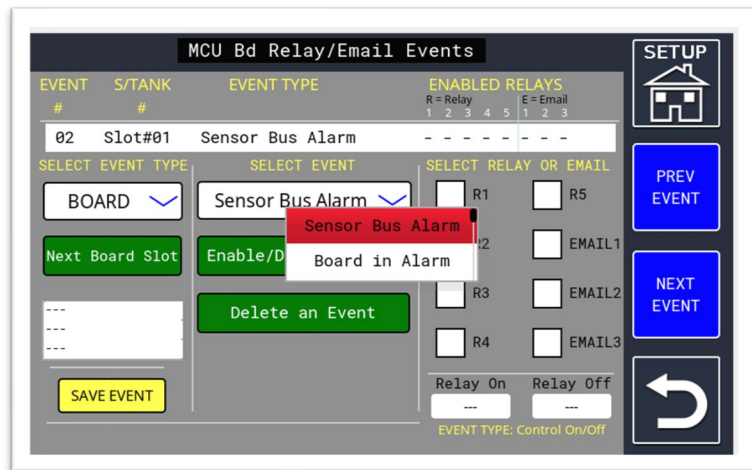 MCU Bd Relay/Email Events
SETUP
EVENT S/TANK EVENT TYPE ENABLED RELAYS
# #
R = Relay E = Email
1 2 3 4 5 1 2 3
02 Slot#01 Sensor Bus Alarm - - - - - - - -
SELECT EVENT TYPE SELECT EVENT SELECT RELAY OR EMAIL
PREV
EVENT
BOARD Sensor Bus Alarm R1 R5
Sensor Bus Alarm
Next Board Slot Enable/D EMAIL1
Board in Alarm
NEXT
EVENT
--- R3 EMAIL2
---
Delete an Event
---
R4 EMAIL3
Relay On Relay Off
SAVE EVENT
--- ---
EVENT TYPE: Control On/Off